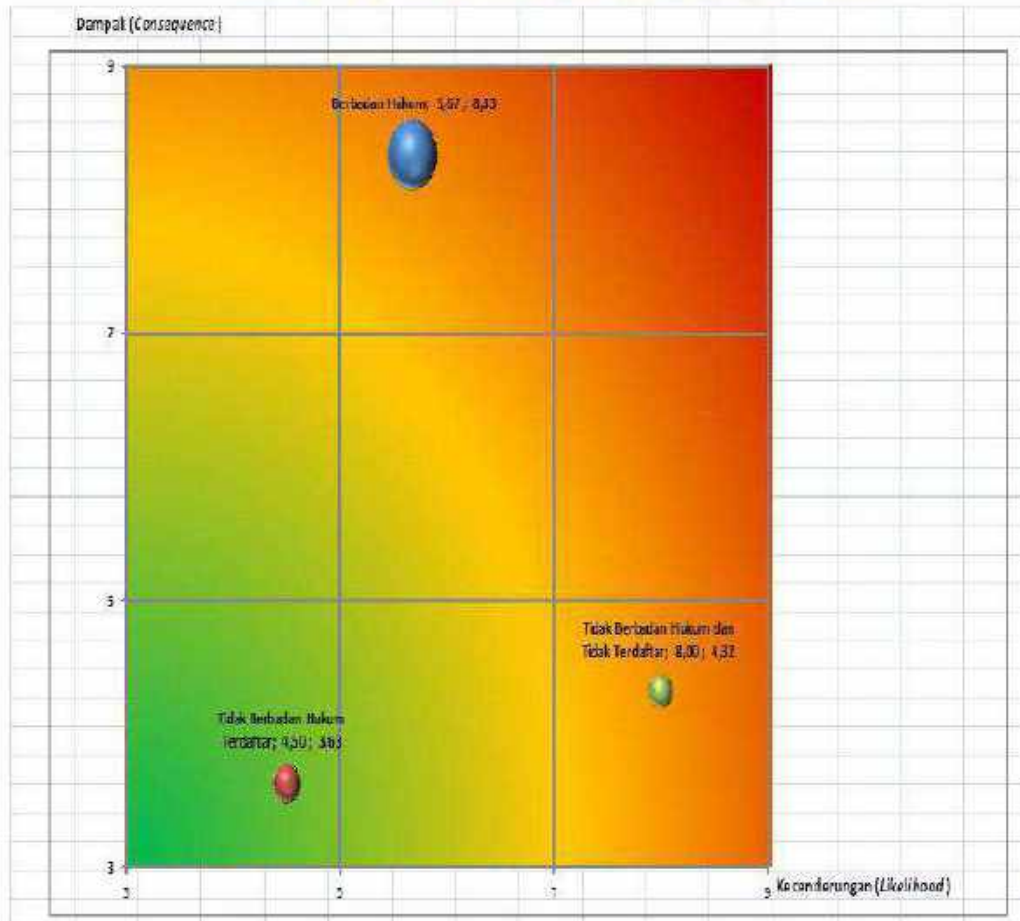 Dampak (Consequence)
9
Berbadan Hukum; 5,67 ; 8,33
7
5
Tidak Berbadan Hukum dan
Tidak Terdaftar; 8,00 ; 4,32
Tidak Berbadan Hukum
Terdaftar; 4,50 ; 3,63
3
3 5 7 9 Kecenderungan (Likelihood)